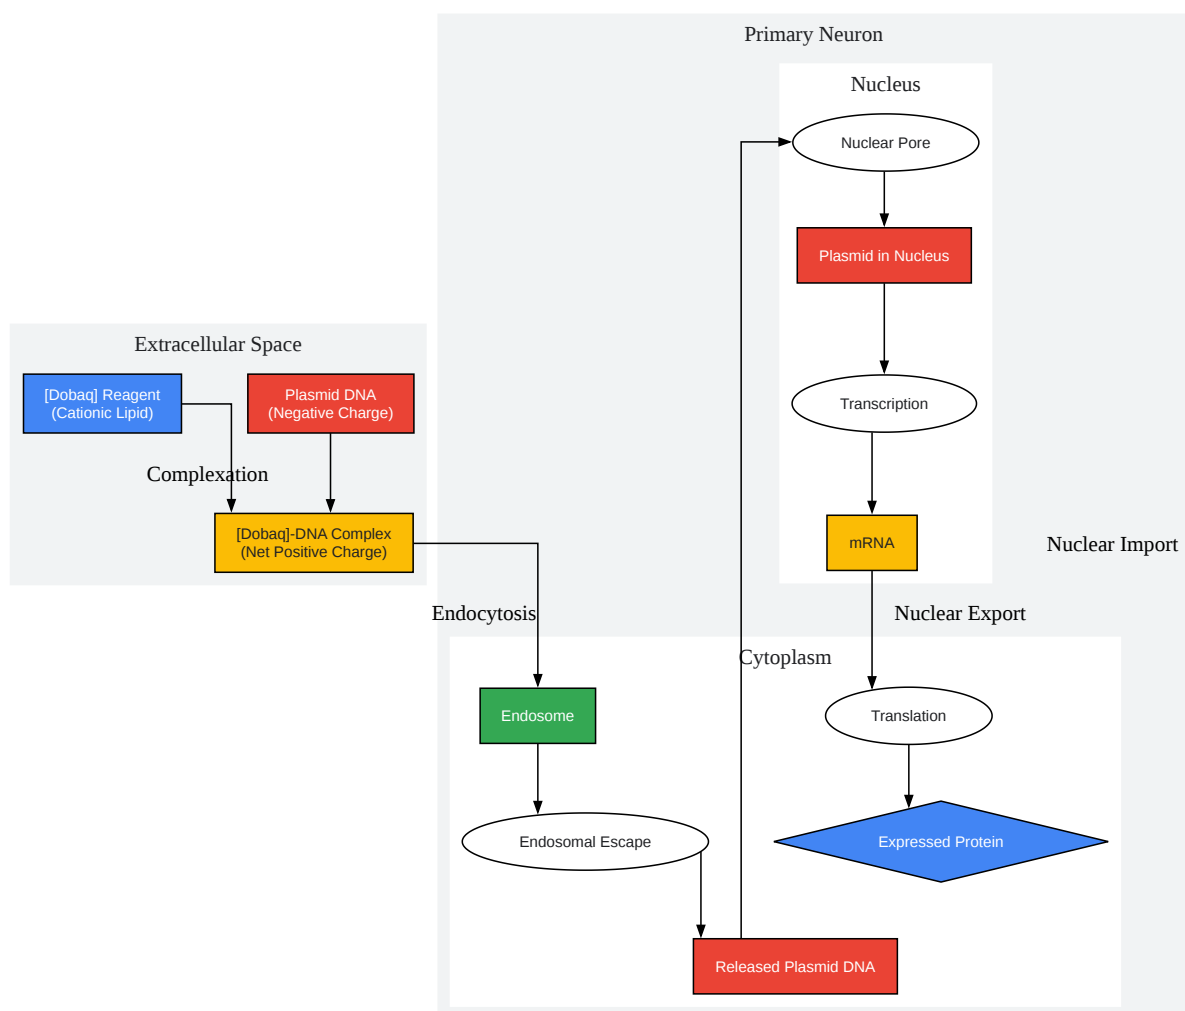 Primary Neuron
Nucleus
Nuclear Pore
Plasmid in Nucleus
Extracellular Space
[Dobaq] Reagent
(Cationic Lipid)
Plasmid DNA
(Negative Charge)
Transcription
Complexation
[Dobaq]-DNA Complex
(Net Positive Charge)
mRNA
Nuclear Import
Endocytosis
Nuclear Export
Cytoplasm
Endosome
Translation
Endosomal Escape
Expressed Protein
Released Plasmid DNA